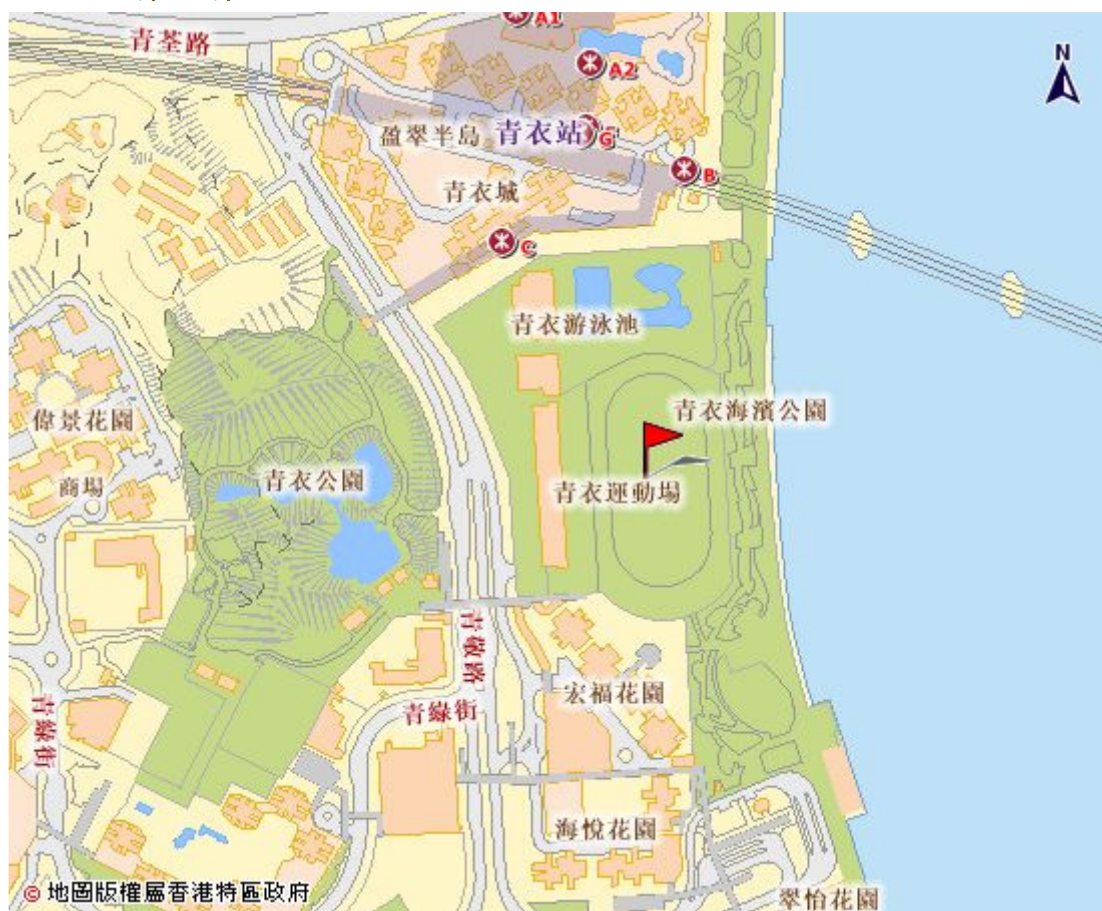 A1
青荃路
A2
N
盈翠半島
青衣站
G
B
青衣城
C
青衣游泳池
青衣海濱公園
偉景花園
青衣公園
商場
青衣運動場
青敬路
宏福花園
青綠街
青綠街
海悅花園
翠怡花園
© 地圖版權屬香港特區政府